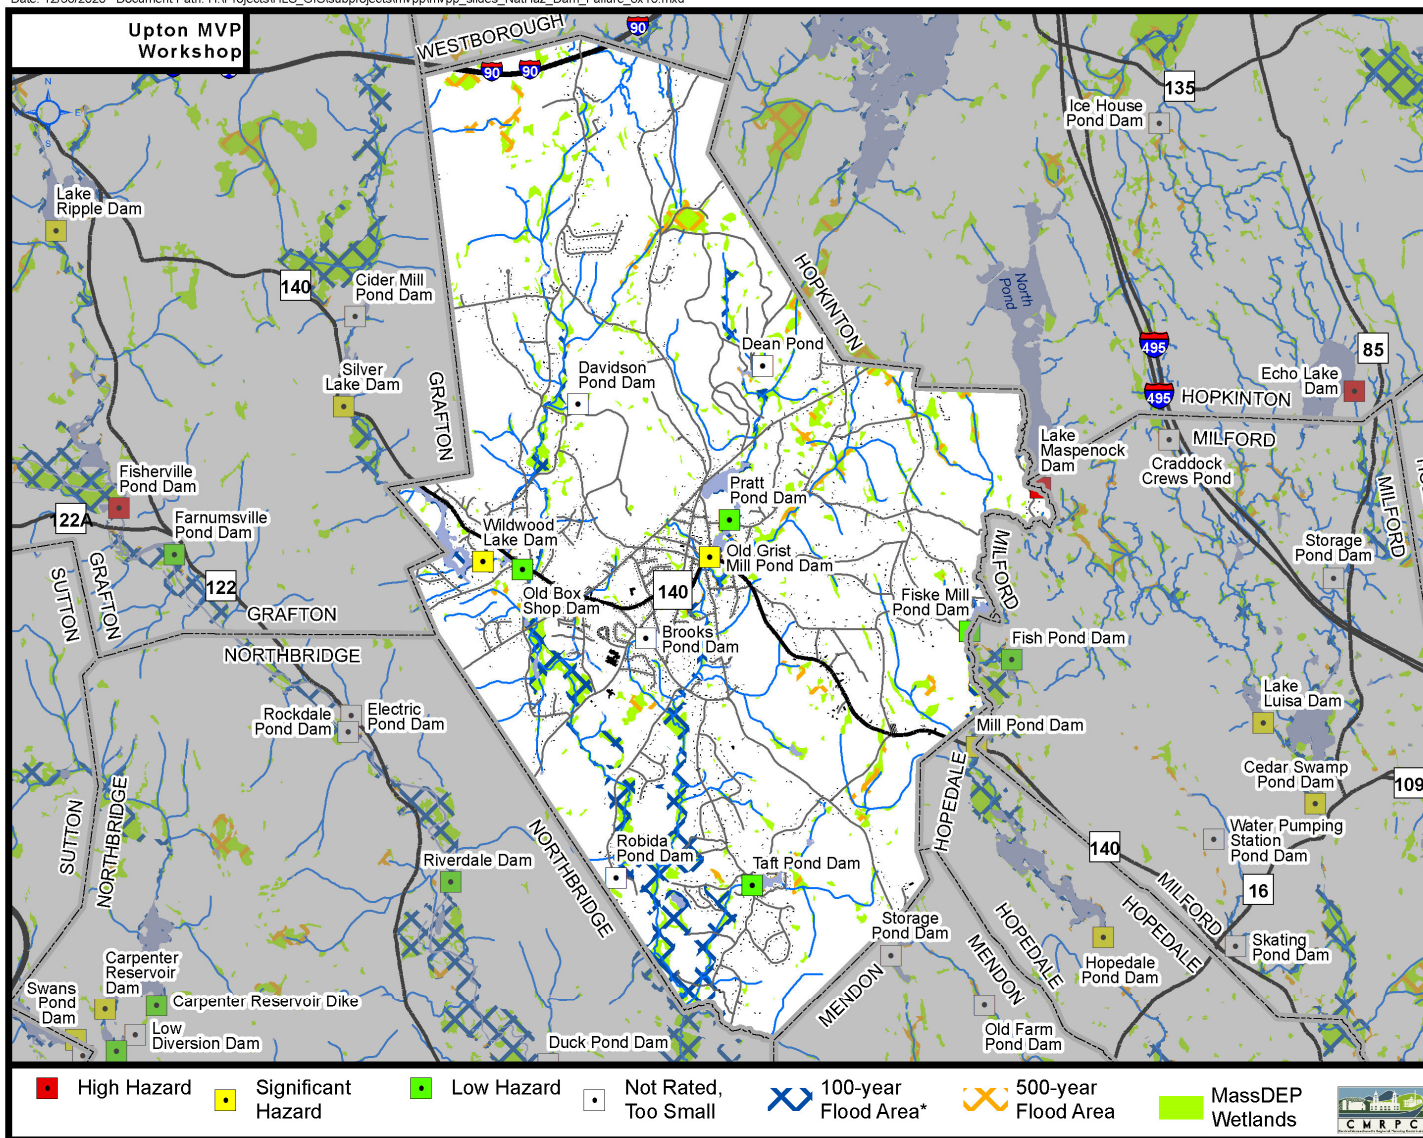 Upton MVP
Workshop
WESTBOROUGH
90
90
90
N
E
S
135
Ice House
Pond Dam
Lake
Ripple Dam
140
Cider Mill
Pond Dam
HOPKINTON
North
Pond
495
85
Dean Pond
Davidson
Pond Dam
Silver
Lake Dam
GRAFTON
Echo Lake
Dam
495
HOPKINTON
MILFORD
Lake
Maspenock
Dam
Craddock
Crews Pond
MILFORD
Fisherville
Pond Dam
122A
Farnumsville
Pond Dam
Pratt
Pond Dam
Wildwood
Lake Dam
Old Grist
Mill Pond Dam
Storage
Pond Dam
MILFORD
SUTTON
GRAFTON
122
GRAFTON
Old Box
Shop Dam
140
Fiske Mill
Pond Dam
Brooks
Pond Dam
Fish Pond Dam
NORTHBRIDGE
Rockdale
Pond Dam
Electric
Pond Dam
Lake
Luisa Dam
Mill Pond Dam
Cedar Swamp
Pond Dam
109
HOPEDALE
SUTTON
NORTHBRIDGE
NORTHBRIDGE
Robida
Pond Dam
Taft Pond Dam
Riverdale Dam
140
Water Pumping
Station
Pond Dam
16
MILFORD
HOPEDALE
HOPEDALE
MENDON
Storage
Pond Dam
Skating
Pond Dam
Hopedale
Pond Dam
MENDON
Carpenter
Reservoir
Dam
Swans
Pond
Dam
Carpenter Reservoir Dike
Low
Diversion Dam
Duck Pond Dam
Old Farm
Pond Dam
High Hazard
Significant
Hazard
Low Hazard
Not Rated,
Too Small
100-year
Flood Area*
500-year
Flood Area
MassDEP
Wetlands
CMRPC